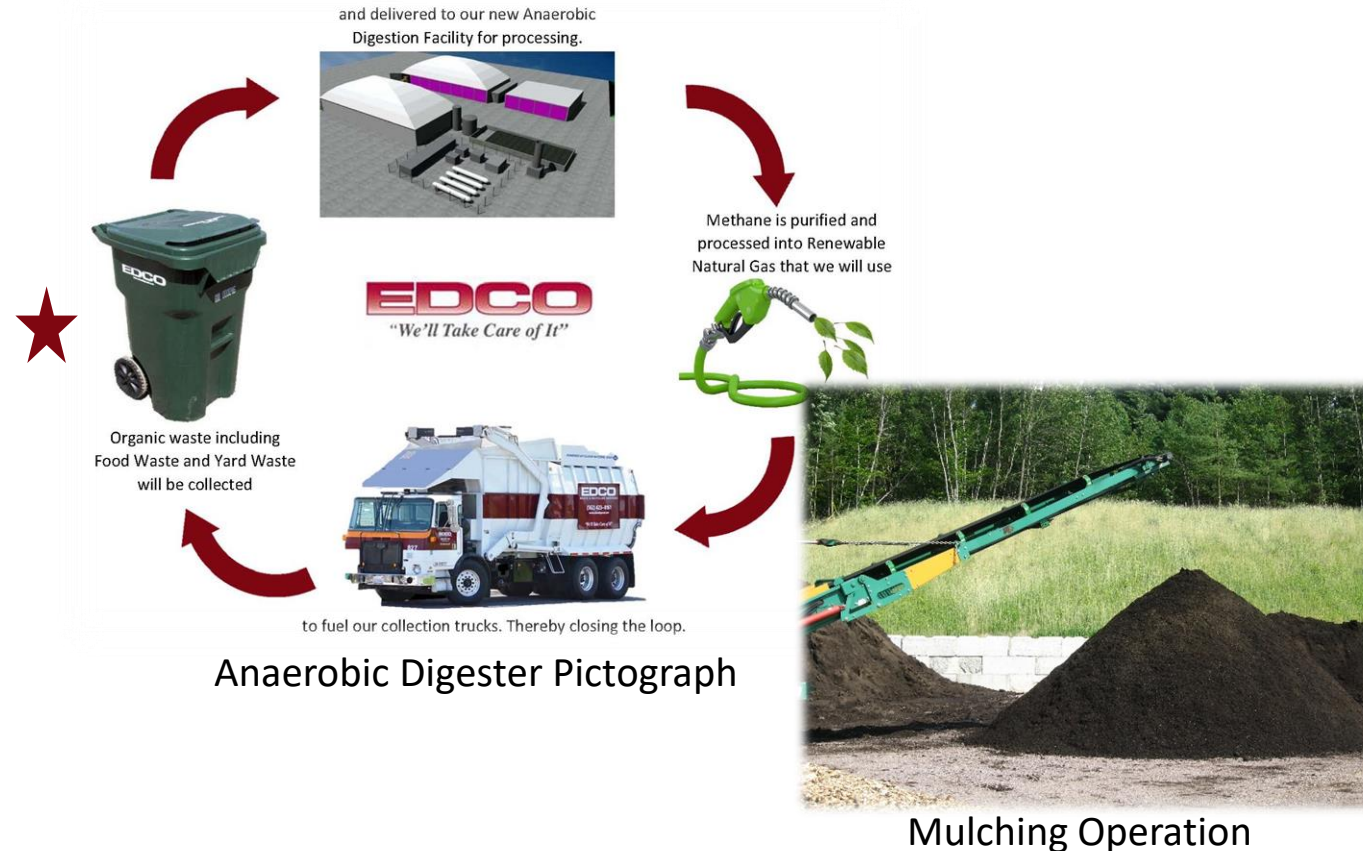 and delivered to our new Anaerobic
Digestion Facility for processing.
Methane is purified and
processed into Renewable
Natural Gas that we will use
EDCO
EDCO
"We'll Take Care of It"
Organic waste including
Food Waste and Yard Waste
will be collected
EDCO
to fuel our collection trucks. Thereby closing the loop.
Anaerobic Digester Pictograph
Mulching Operation